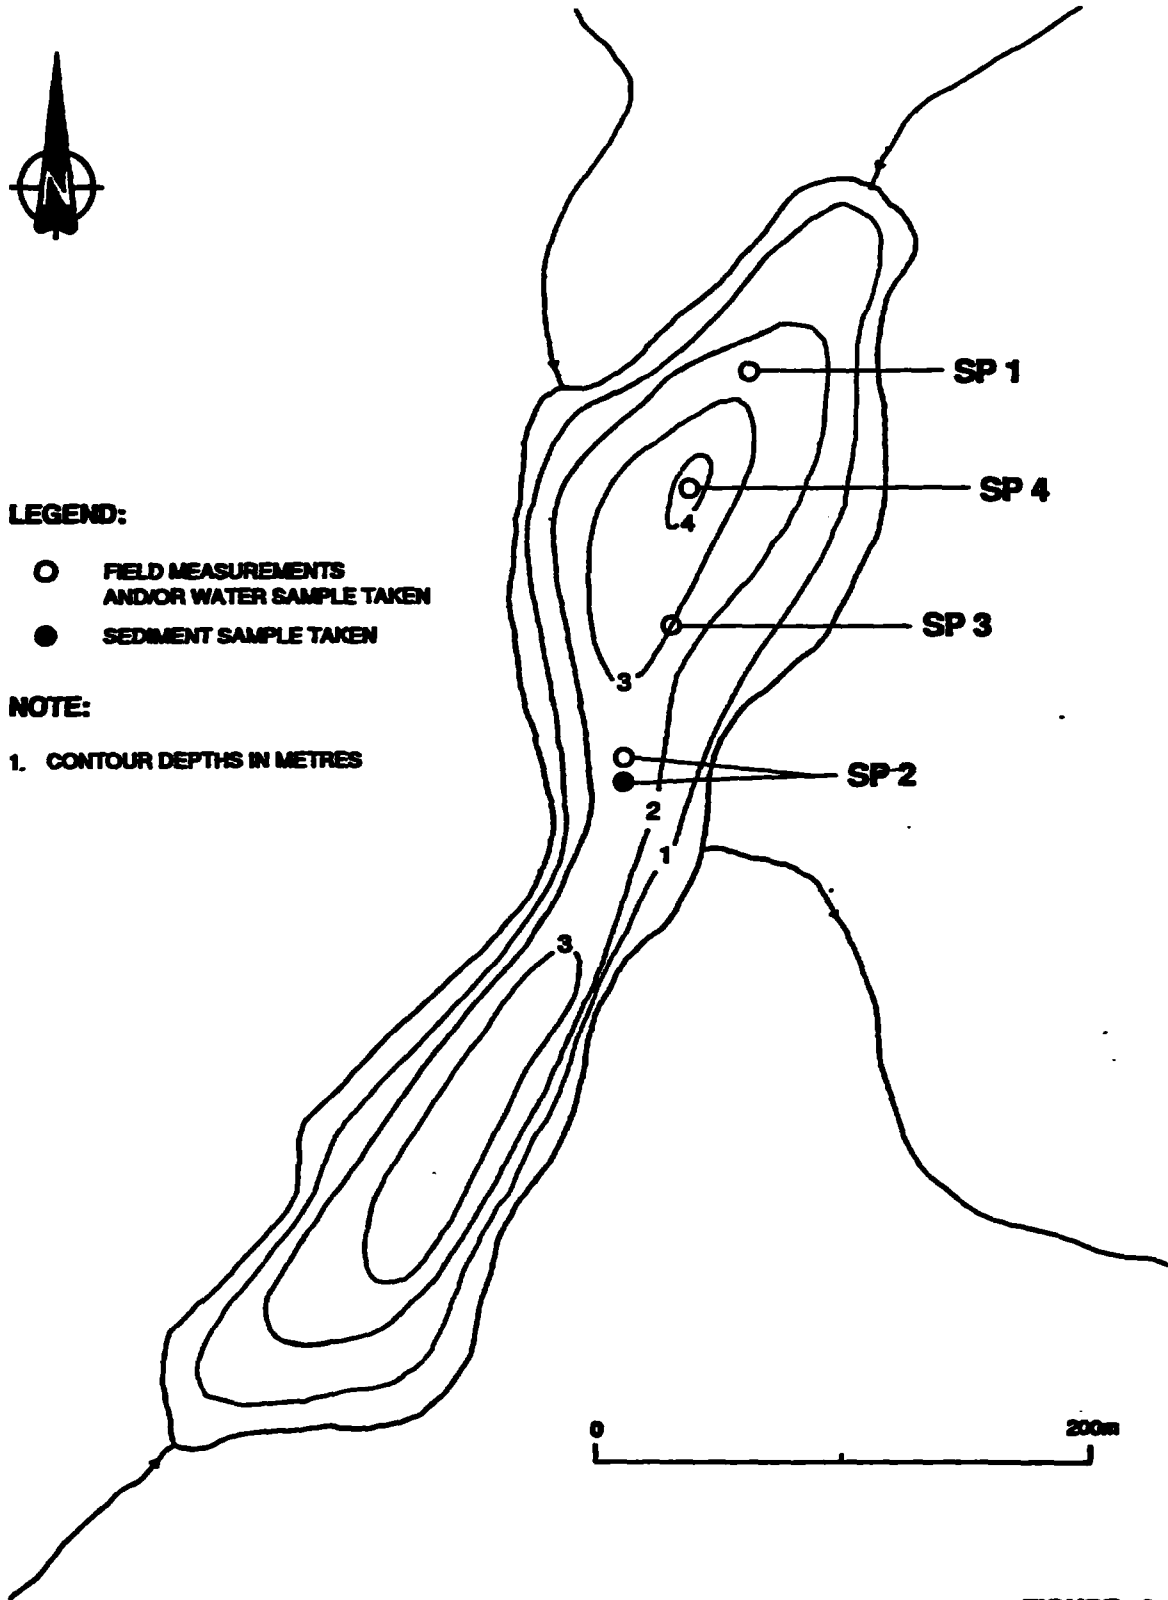 N
SP 1
SP 4
LEGEND:
FIELD MEASUREMENTS
AND/OR WATER SAMPLE TAKEN
SEDIMENT SAMPLE TAKEN
SP 3
NOTE:
1. CONTOUR DEPTHS IN METRES
SP 2
4
3
2
1
3
0 200m